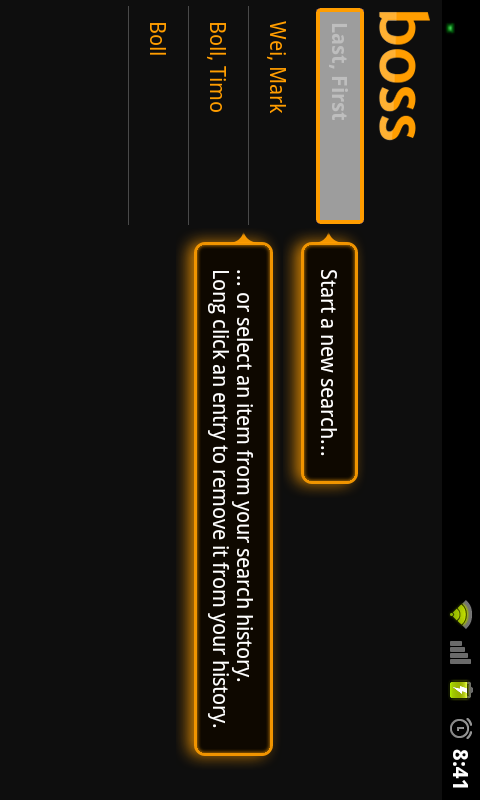 8:41
boss
Last, First
Start a new search...
Wei, Mark
Boll, Timo
Boll
... or select an item from your search history.
Long click an entry to remove it from your history.